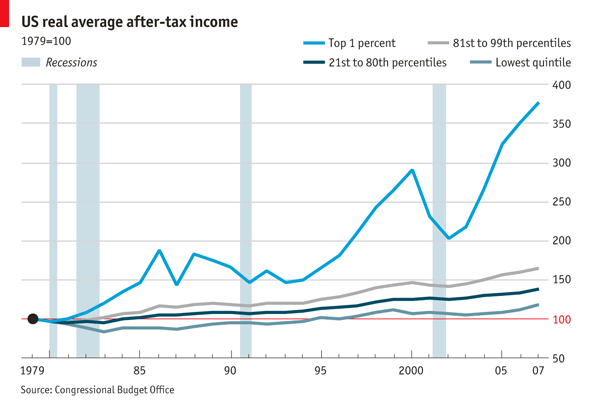 US real average after-tax income
1979=100
Top 1 percent
81st to 99th percentiles
Recessions
21st to 80th percentiles
Lowest quintile
400
350
300
250
200
150
100
50
1979
85
90
95
2000
05
07
Source: Congressional Budget Office